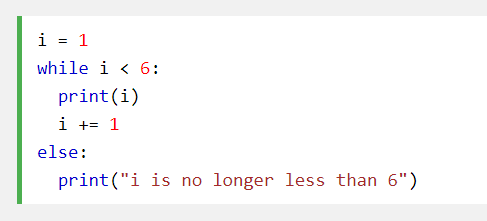 i = 1
while i < 6:
  print(i)
  i += 1
else:
  print("i is no longer less than 6")